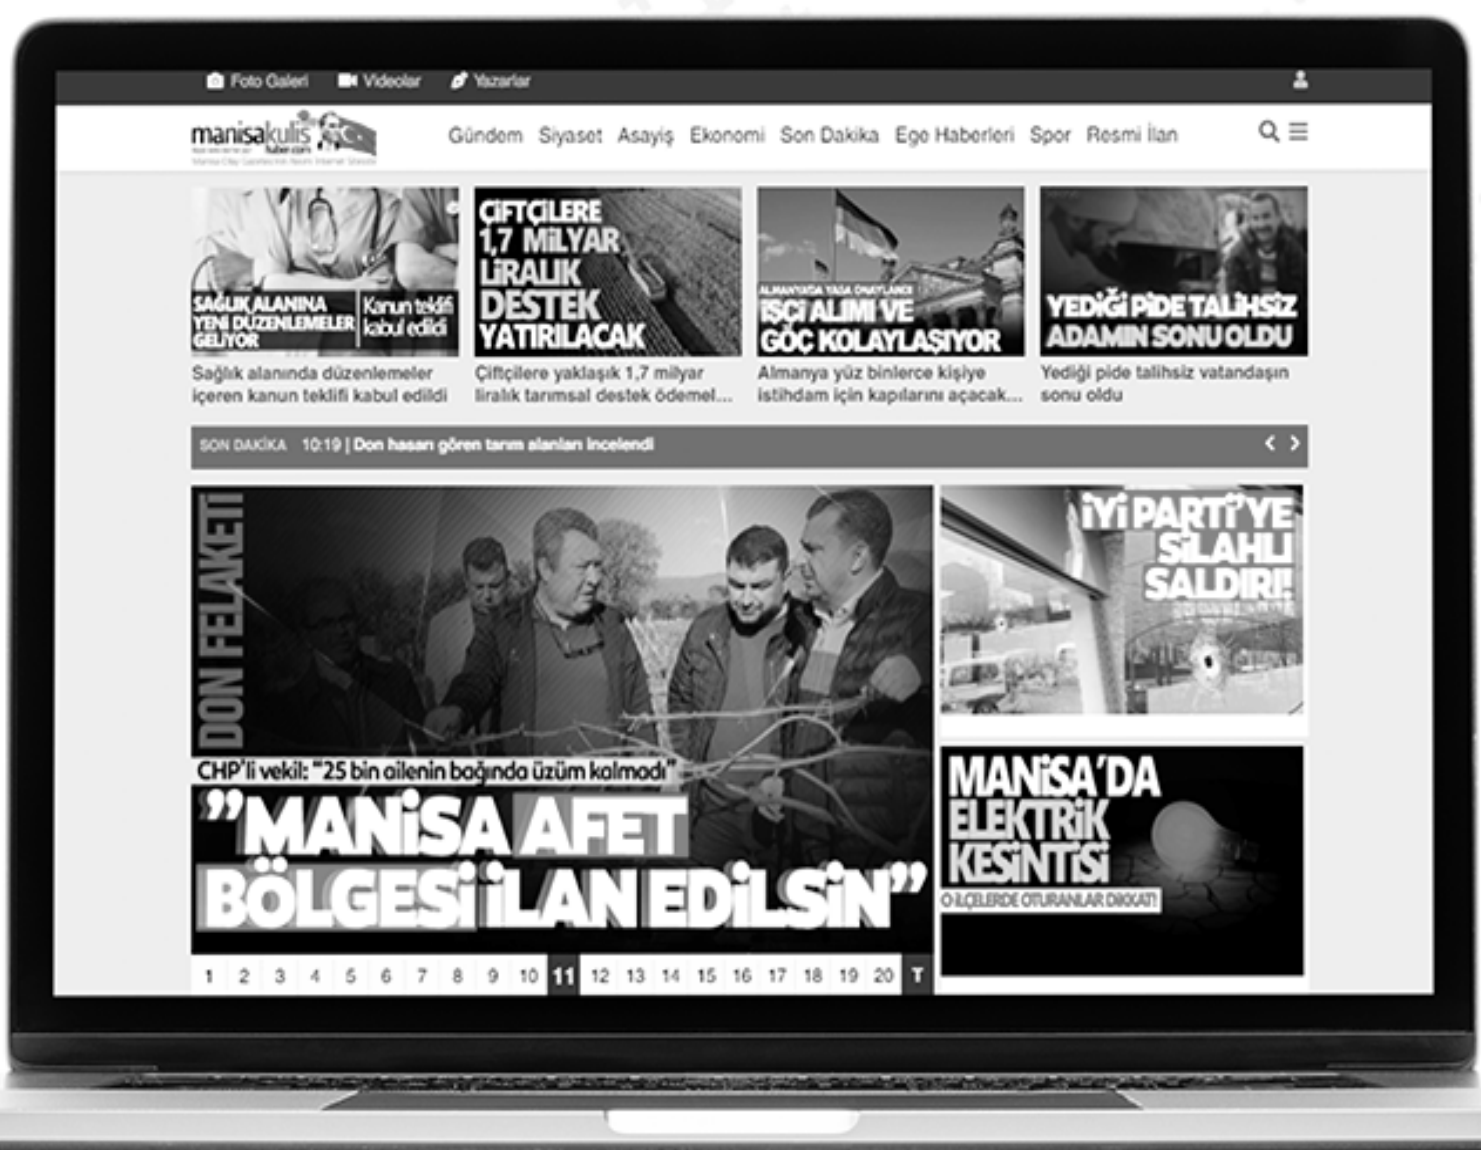 Foto Galeri Videolar Yazarlar
manisakulis
haber.com
Gündem Siyaset Asayiş Ekonomi Son Dakika Ege Haberleri Spor Resmi İlan
SAĞLIK ALANINA
YENİ DÜZENLEMELER
GELİYOR
Kanun teklifi
kabul edildi
Sağlık alanında düzenlemeler
içeren kanun teklifi kabul edildi
ÇİFTÇİLERE
1,7 MİLYAR
LİRALIK
DESTEK
YATIRILACAK
Çiftçilere yaklaşık 1,7 milyar
liralık tarımsal destek ödemel...
ALMANYA'DA YASA ONAYLANDI
İŞÇİ ALIMI VE
GÖÇ KOLAYLAŞIYOR
Almanya yüz binlerce kişiye
istihdam için kapılarını açacak...
YEDİĞİ PİDE TALİHSİZ
ADAMIN SONU OLDU
Yediği pide talihsiz vatandaşın
sonu oldu
SON DAKİKA 10:19 | Don hasarı gören tarım alanları incelendi
DON FELAKETİ
CHP'li vekil: "25 bin ailenin bağında üzüm kalmadı"
"MANİSA AFET
BÖLGESİ İLAN EDİLSİN"
1 2 3 4 5 6 7 8 9 10 11 12 13 14 15 16 17 18 19 20 T
İYİ PARTİ'YE
SİLAHLI
SALDIRI!
MANİSA'DA
ELEKTRİK
KESİNTİSİ
O İLÇELERDE OTURANLAR DİKKAT!